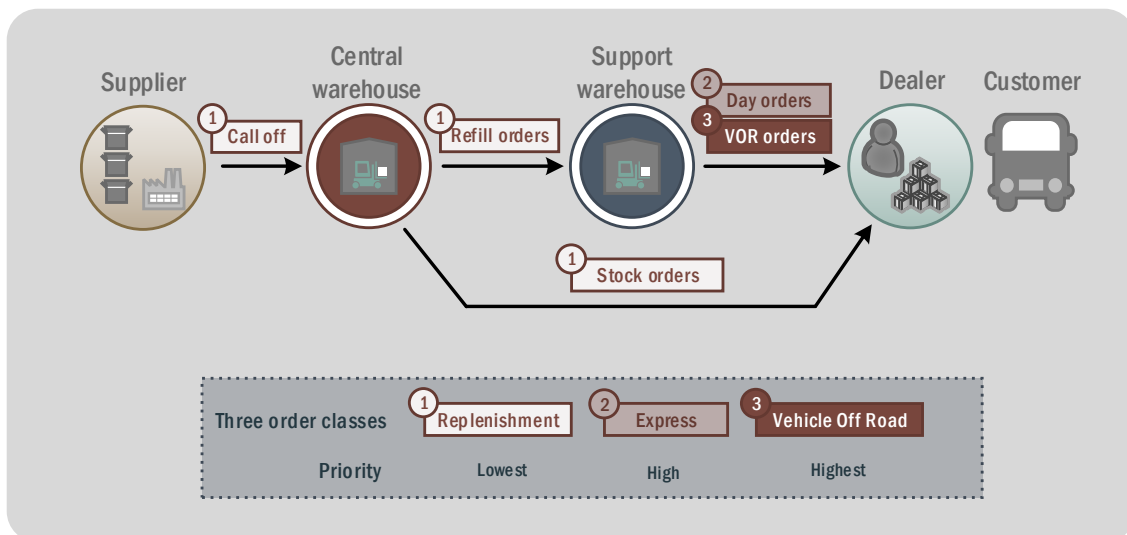 Supplier
Central
warehouse
Support
warehouse
Dealer
Customer
1 Call off
1 Refill orders
2 Day orders
3 VOR orders
1 Stock orders
Three order classes
1 Replenishment
2 Express
3 Vehicle Off Road
Priority
Lowest
High
Highest